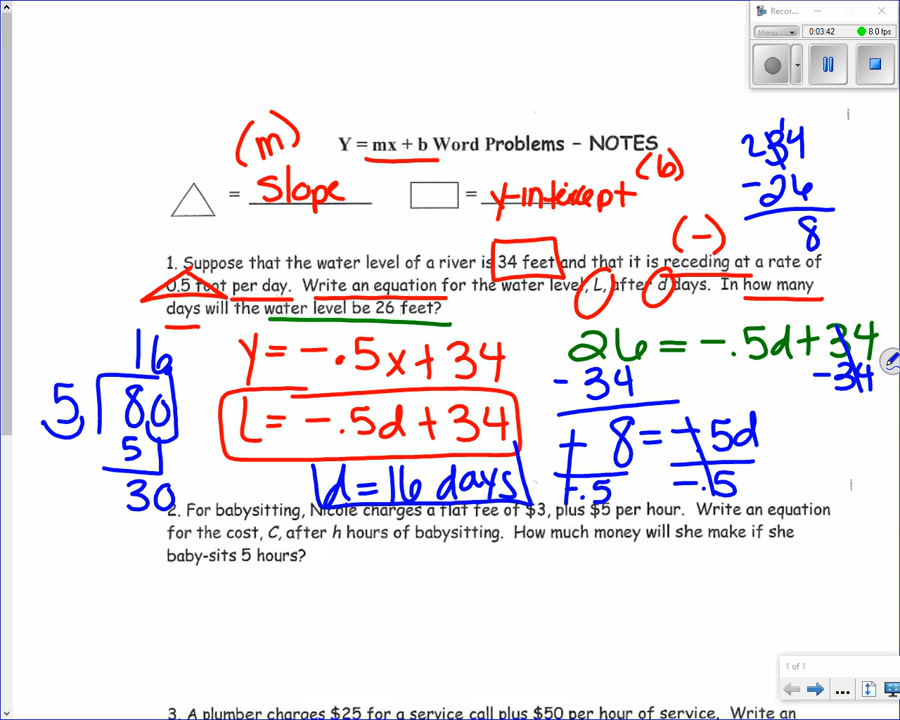 Recor...
Menu
0:03:42
8.0 fps
(m)
Y = mx + b Word Problems – NOTES
= Slope
= y-intercept (b)
234
-26
8
(-)
1. Suppose that the water level of a river is 34 feet and that it is receding at a rate of
0.5 foot per day. Write an equation for the water level, L, after d days. In how many
days will the water level be 26 feet?
y = -.5x + 34
L = -.5d + 34
d = 16 days
26 = -.5d + 34
-34 -34
-8 = -.5d
-.5 -.5
16
5 80
5
30
2. For babysitting, Nicole charges a flat fee of $3, plus $5 per hour. Write an equation
for the cost, C, after h hours of babysitting. How much money will she make if she
baby-sits 5 hours?
1 of 1
3. A plumber charges $25 for a service call plus $50 per hour of service. Write an